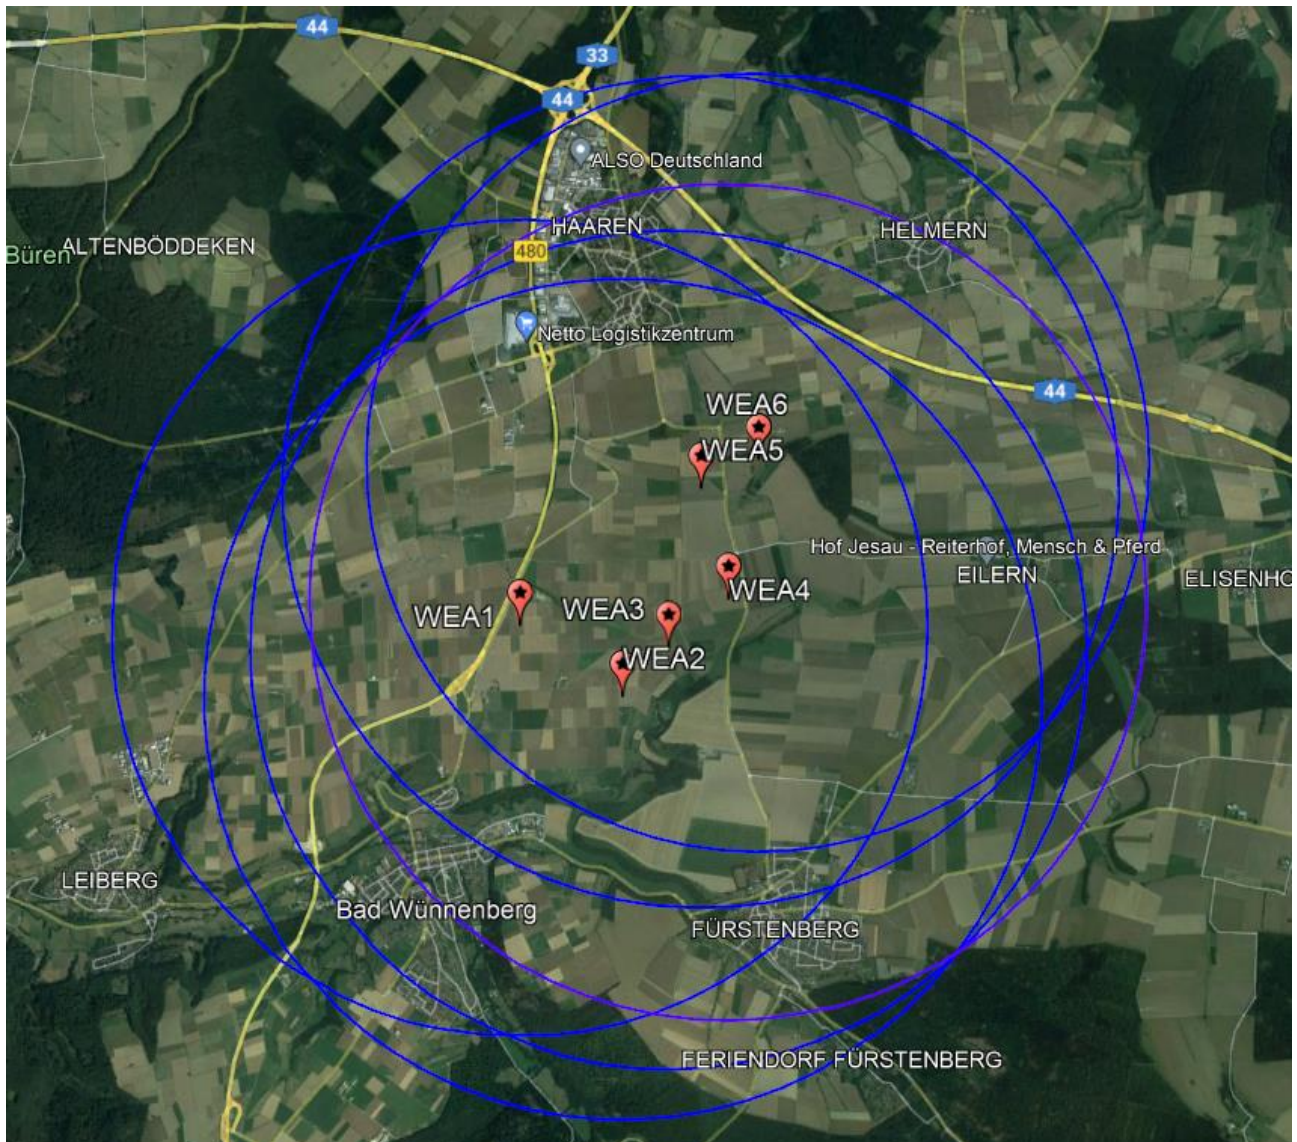 44
33
44
ALSO Deutschland
HAAREN
HELMERN
ALTENBÖDDEKEN
Büren
480
Netto Logistikzentrum
44
WEA6
WEA5
Hof Jesau - Reiterhof, Mensch & Pferd
EILERN
ELISENHO
WEA4
WEA1
WEA3
WEA2
LEIBERG
Bad Wünnenberg
FÜRSTENBERG
FERIENDORF FÜRSTENBERG